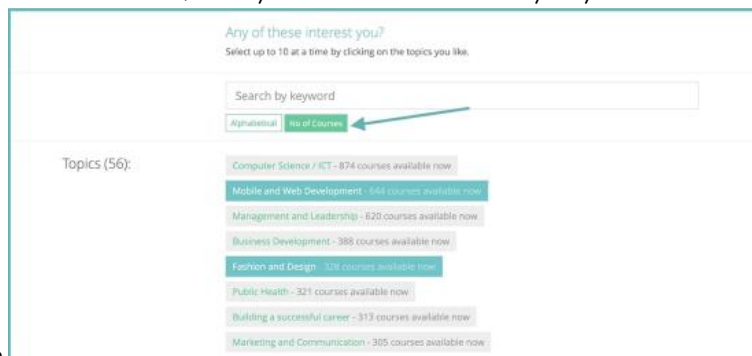 Any of these interest you?
Select up to 10 at a time by clicking on the topics you like.
Search by keyword
Alphabetical No of Courses
Topics (56):
Computer Science / ICT - 874 courses available now
Mobile and Web Development - 644 courses available now
Management and Leadership - 620 courses available now
Business Development - 388 courses available now
Fashion and Design - 328 courses available now
Public Health - 321 courses available now
Building a successful career - 313 courses available now
Marketing and Communication - 305 courses available now